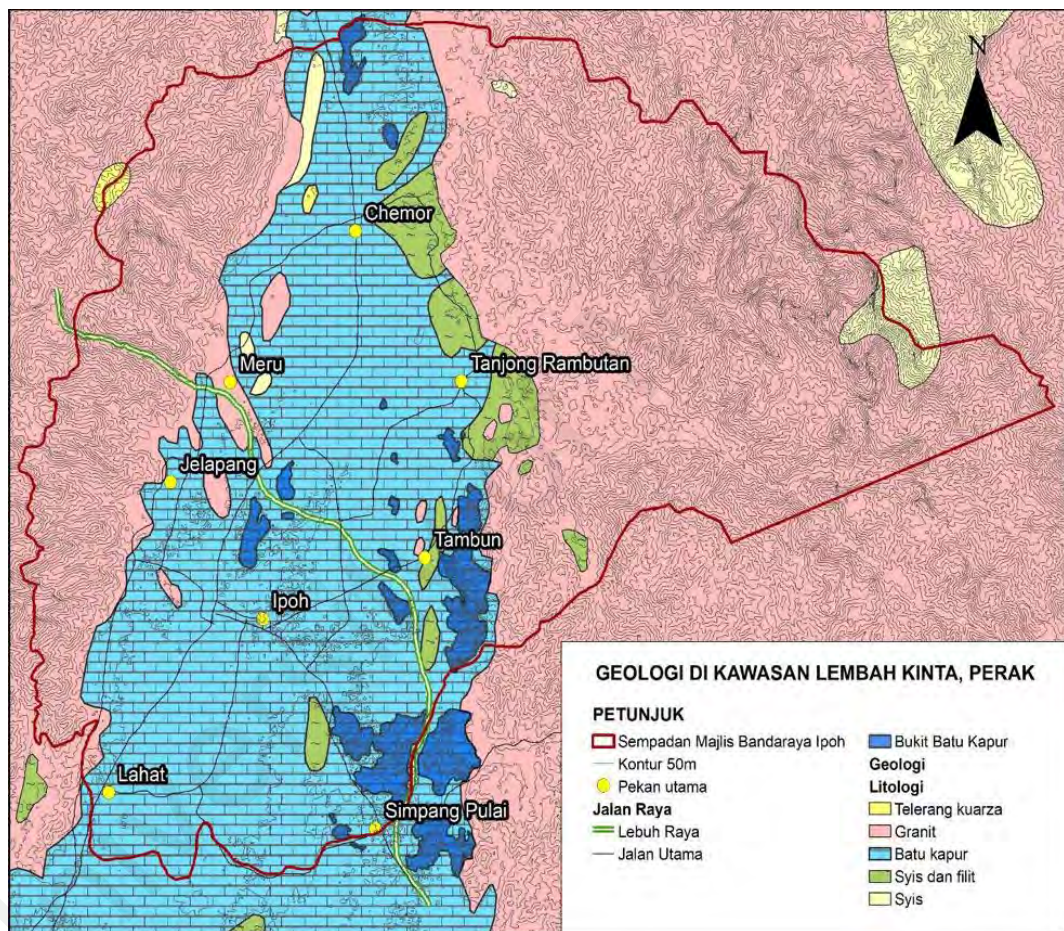 N
Chemor
Meru
Tanjong Rambutan
Jelapang
Tambun
Ipoh
Lahat
Simpang Pulai
GEOLOGI DI KAWASAN LEMBAH KINTA, PERAK
PETUNJUK
Sempadan Majlis Bandaraya Ipoh
Kontur 50m
Pekan utama
Jalan Raya
Lebuh Raya
Jalan Utama
Bukit Batu Kapur
Geologi
Litologi
Telerang kuarza
Granit
Batu kapur
Syis dan filit
Syis